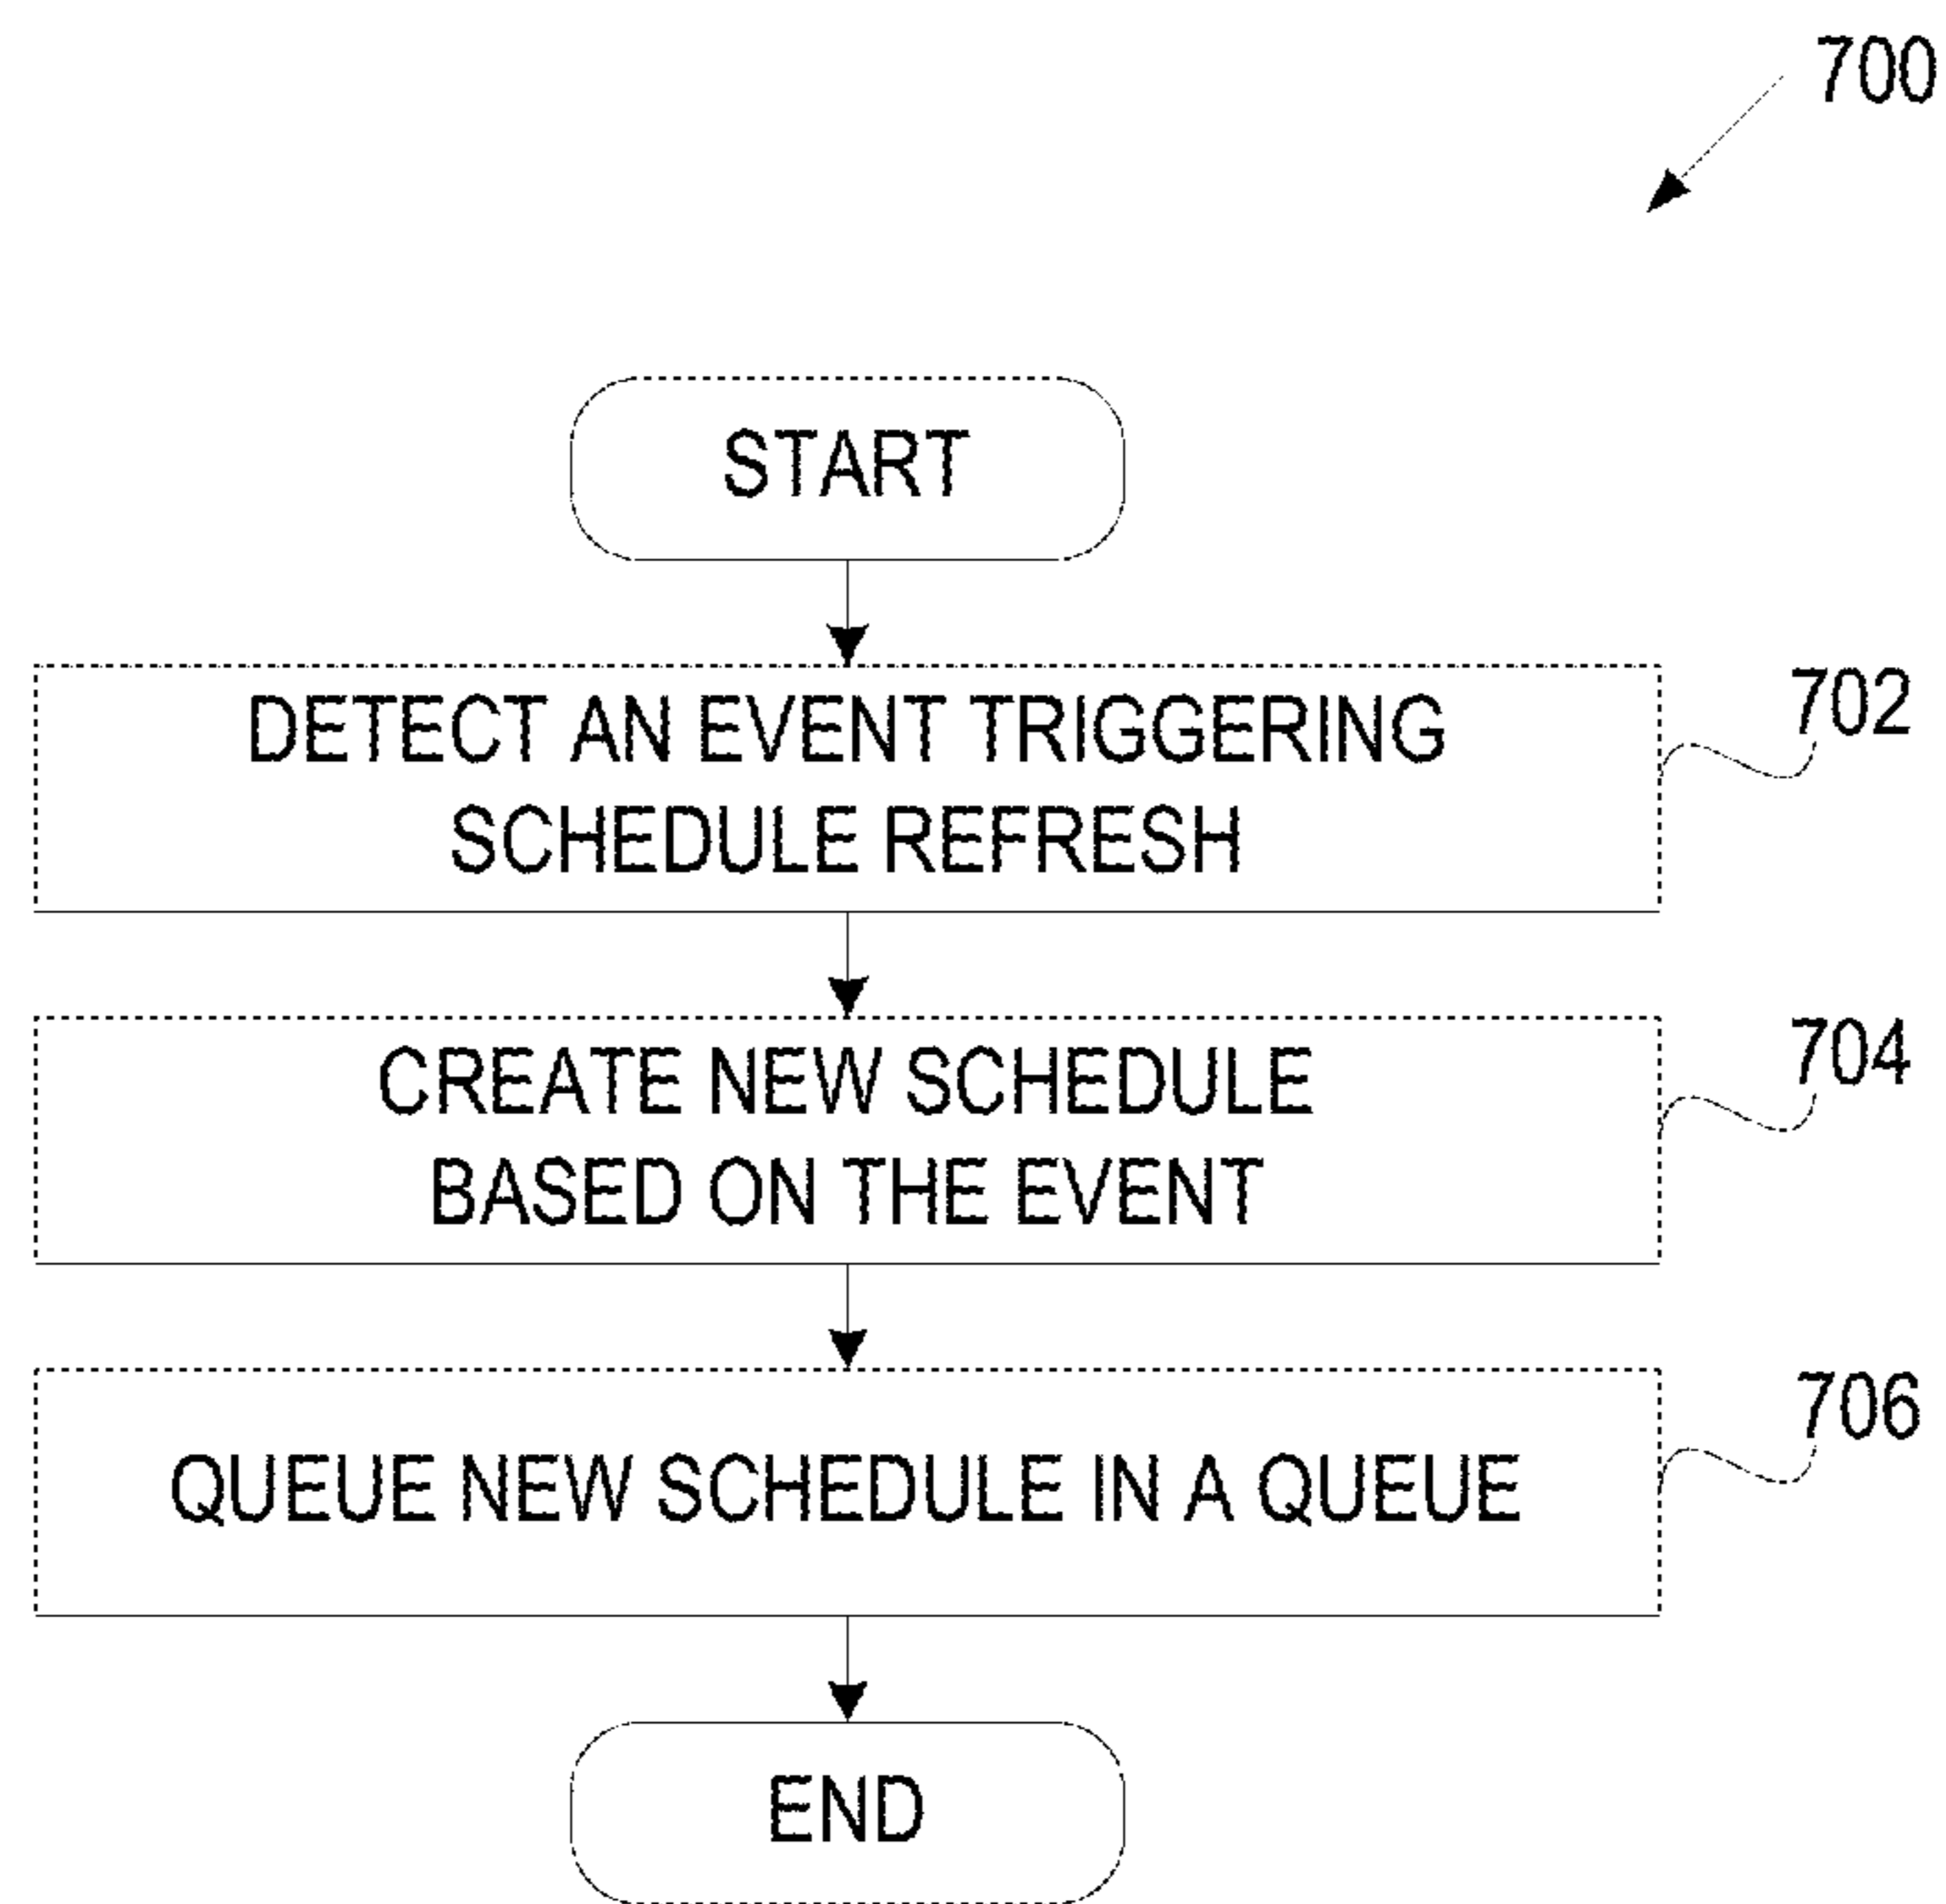 700
START
DETECT AN EVENT TRIGGERING
SCHEDULE REFRESH
702
CREATE NEW SCHEDULE
BASED ON THE EVENT
704
QUEUE NEW SCHEDULE IN A QUEUE
706
END